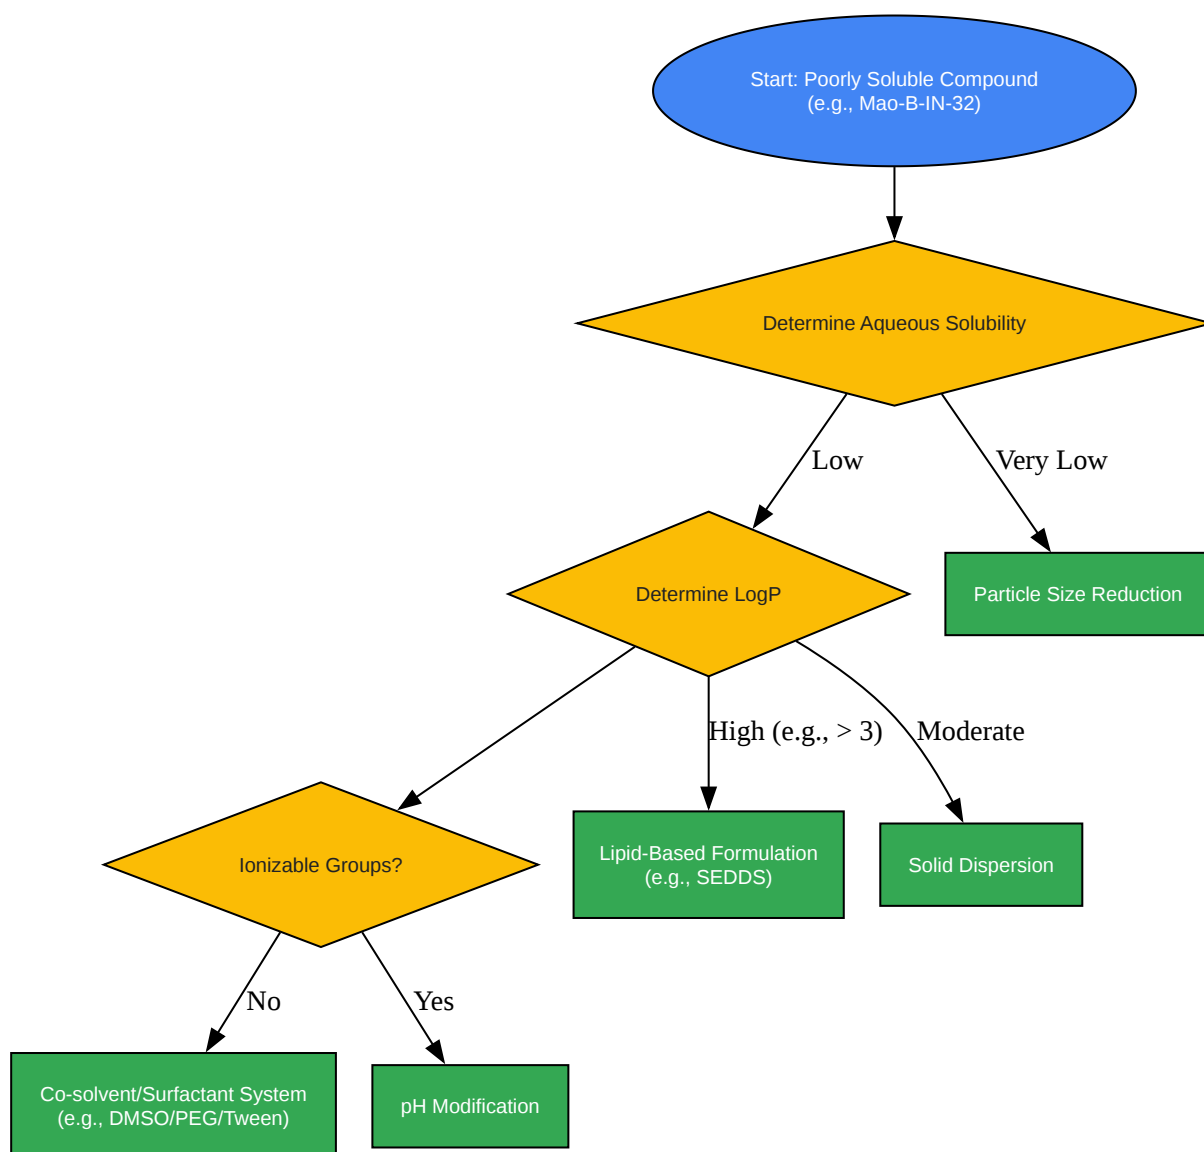 Start: Poorly Soluble Compound
(e.g., Mao-B-IN-32)
Determine Aqueous Solubility
Low
Very Low
Determine LogP
Particle Size Reduction
High (e.g., > 3)
Moderate
Ionizable Groups?
Lipid-Based Formulation
(e.g., SEDDS)
Solid Dispersion
No
Yes
Co-solvent/Surfactant System
(e.g., DMSO/PEG/Tween)
pH Modification